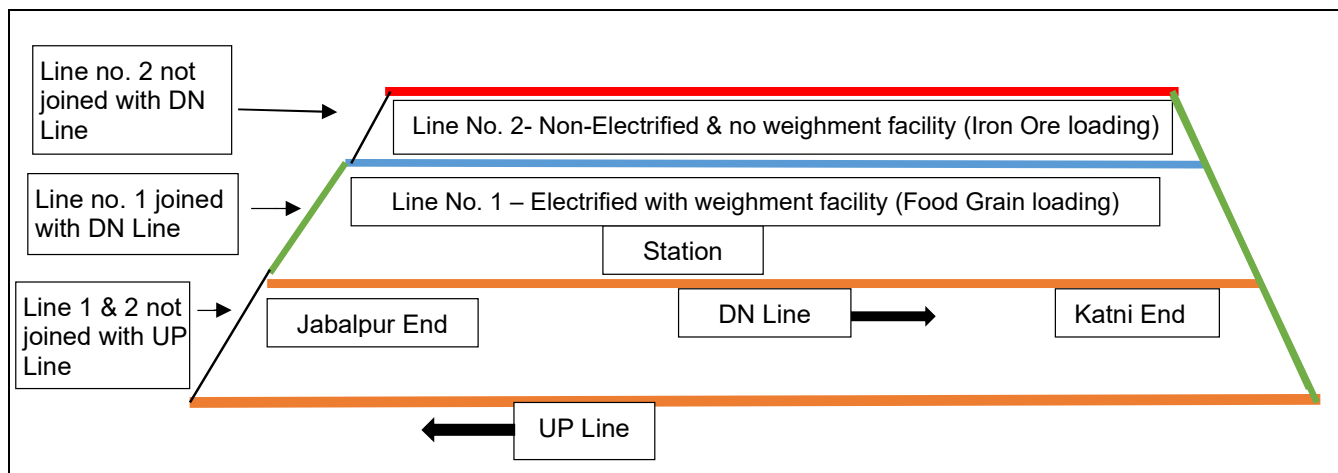 Line no. 2 not
joined with DN
Line
Line No. 2- Non-Electrified & no weighment facility (Iron Ore loading)
Line no. 1 joined
with DN Line
Line No. 1 – Electrified with weighment facility (Food Grain loading)
Station
Line 1 & 2 not
joined with UP
Line
Jabalpur End
DN Line
Katni End
UP Line